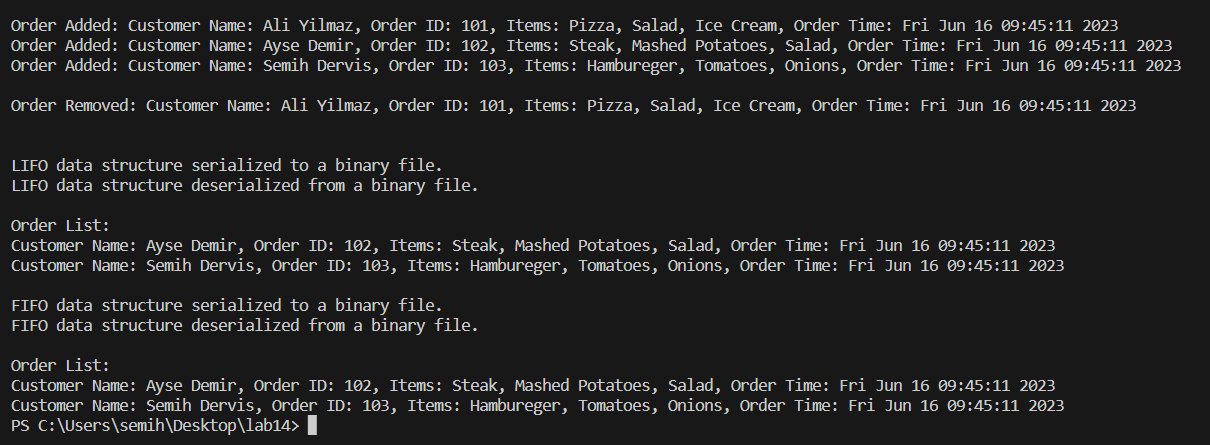 Order Added: Customer Name: Ali Yilmaz, Order ID: 101, Items: Pizza, Salad, Ice Cream, Order Time: Fri Jun 16 09:45:11 2023
Order Added: Customer Name: Ayse Demir, Order ID: 102, Items: Steak, Mashed Potatoes, Salad, Order Time: Fri Jun 16 09:45:11 2023
Order Added: Customer Name: Semih Dervis, Order ID: 103, Items: Hambureger, Tomatoes, Onions, Order Time: Fri Jun 16 09:45:11 2023
Order Removed: Customer Name: Ali Yilmaz, Order ID: 101, Items: Pizza, Salad, Ice Cream, Order Time: Fri Jun 16 09:45:11 2023
LIFO data structure serialized to a binary file.
LIFO data structure deserialized from a binary file.
Order List:
Customer Name: Ayse Demir, Order ID: 102, Items: Steak, Mashed Potatoes, Salad, Order Time: Fri Jun 16 09:45:11 2023
Customer Name: Semih Dervis, Order ID: 103, Items: Hambureger, Tomatoes, Onions, Order Time: Fri Jun 16 09:45:11 2023
FIFO data structure serialized to a binary file.
FIFO data structure deserialized from a binary file.
Order List:
Customer Name: Ayse Demir, Order ID: 102, Items: Steak, Mashed Potatoes, Salad, Order Time: Fri Jun 16 09:45:11 2023
Customer Name: Semih Dervis, Order ID: 103, Items: Hambureger, Tomatoes, Onions, Order Time: Fri Jun 16 09:45:11 2023
PS C:\Users\semih\Desktop\lab14>